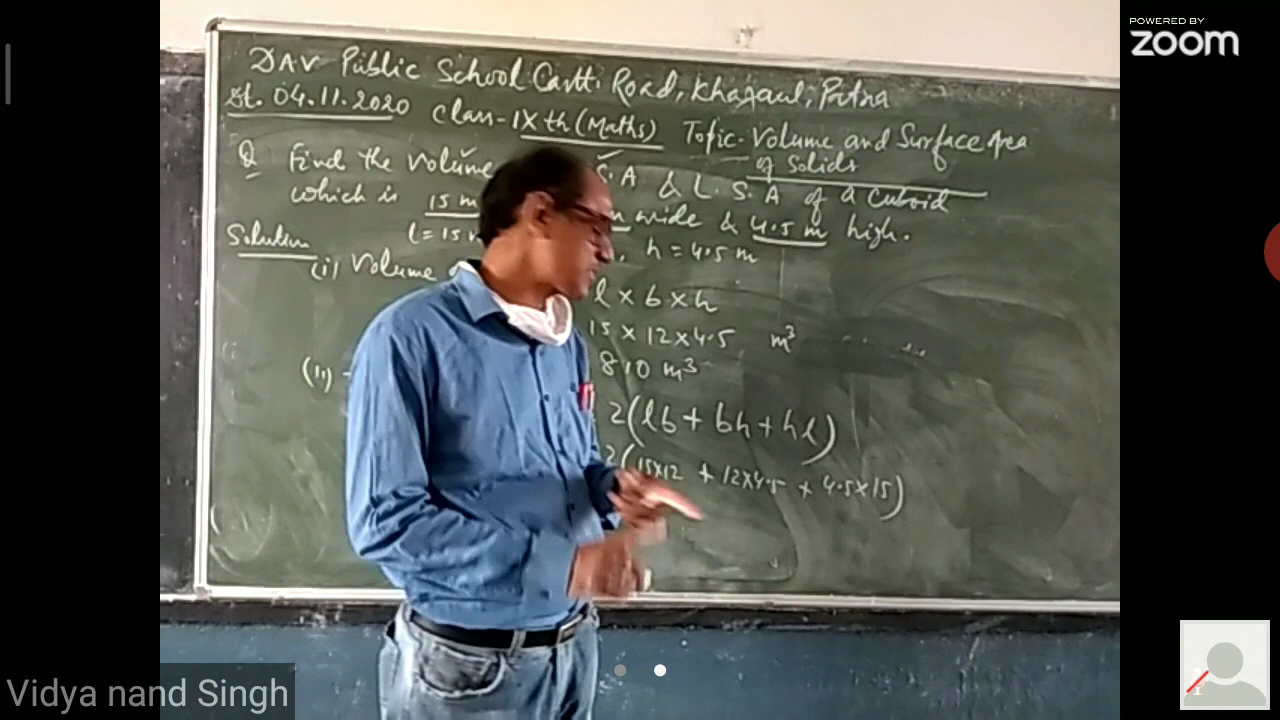 POWERED BY
zoom
DAV Public School Cantt. Road, Khagaul, Patna
dt. 04.11.2020 Class-IXth (Maths) Topic - Volume and Surface Area
of Solids
Q Find the Volume S.A & L.S.A of a Cuboid
which is 15 m wide & 4.5 m high.
Solution l = 15 h = 4.5 m
(i) Volume l × b × h
15 × 12 × 4.5 m³
810 m³
(ii) 2(lb + bh + hl)
2(15×12 + 12×4.5 + 4.5×15)
Vidya nand Singh